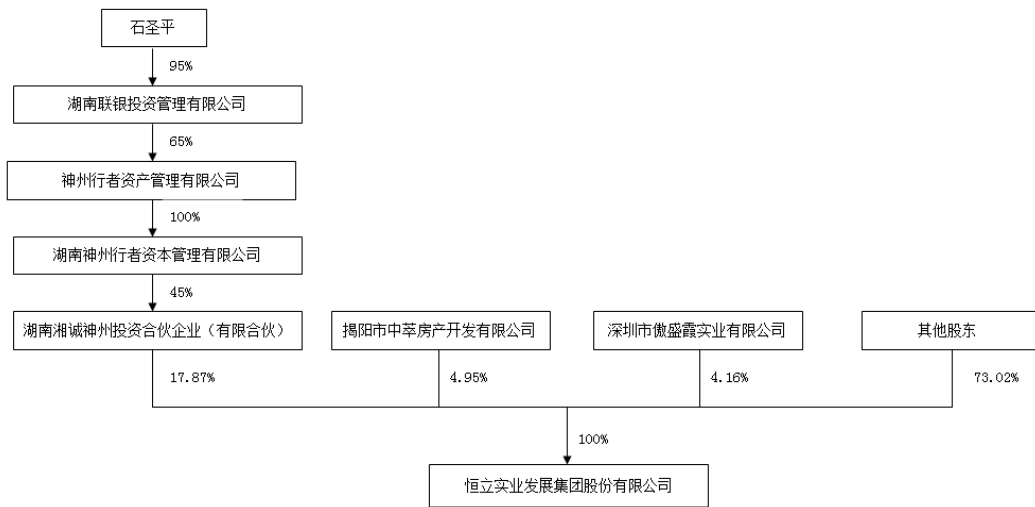 石圣平
95%
湖南联银投资管理有限公司
65%
神州行者资产管理有限公司
100%
湖南神州行者资本管理有限公司
45%
湖南湘诚神州投资合伙企业（有限合伙）
揭阳市中萃房产开发有限公司
深圳市傲盛霞实业有限公司
其他股东
17.87%
4.95%
4.16%
73.02%
100%
恒立实业发展集团股份有限公司